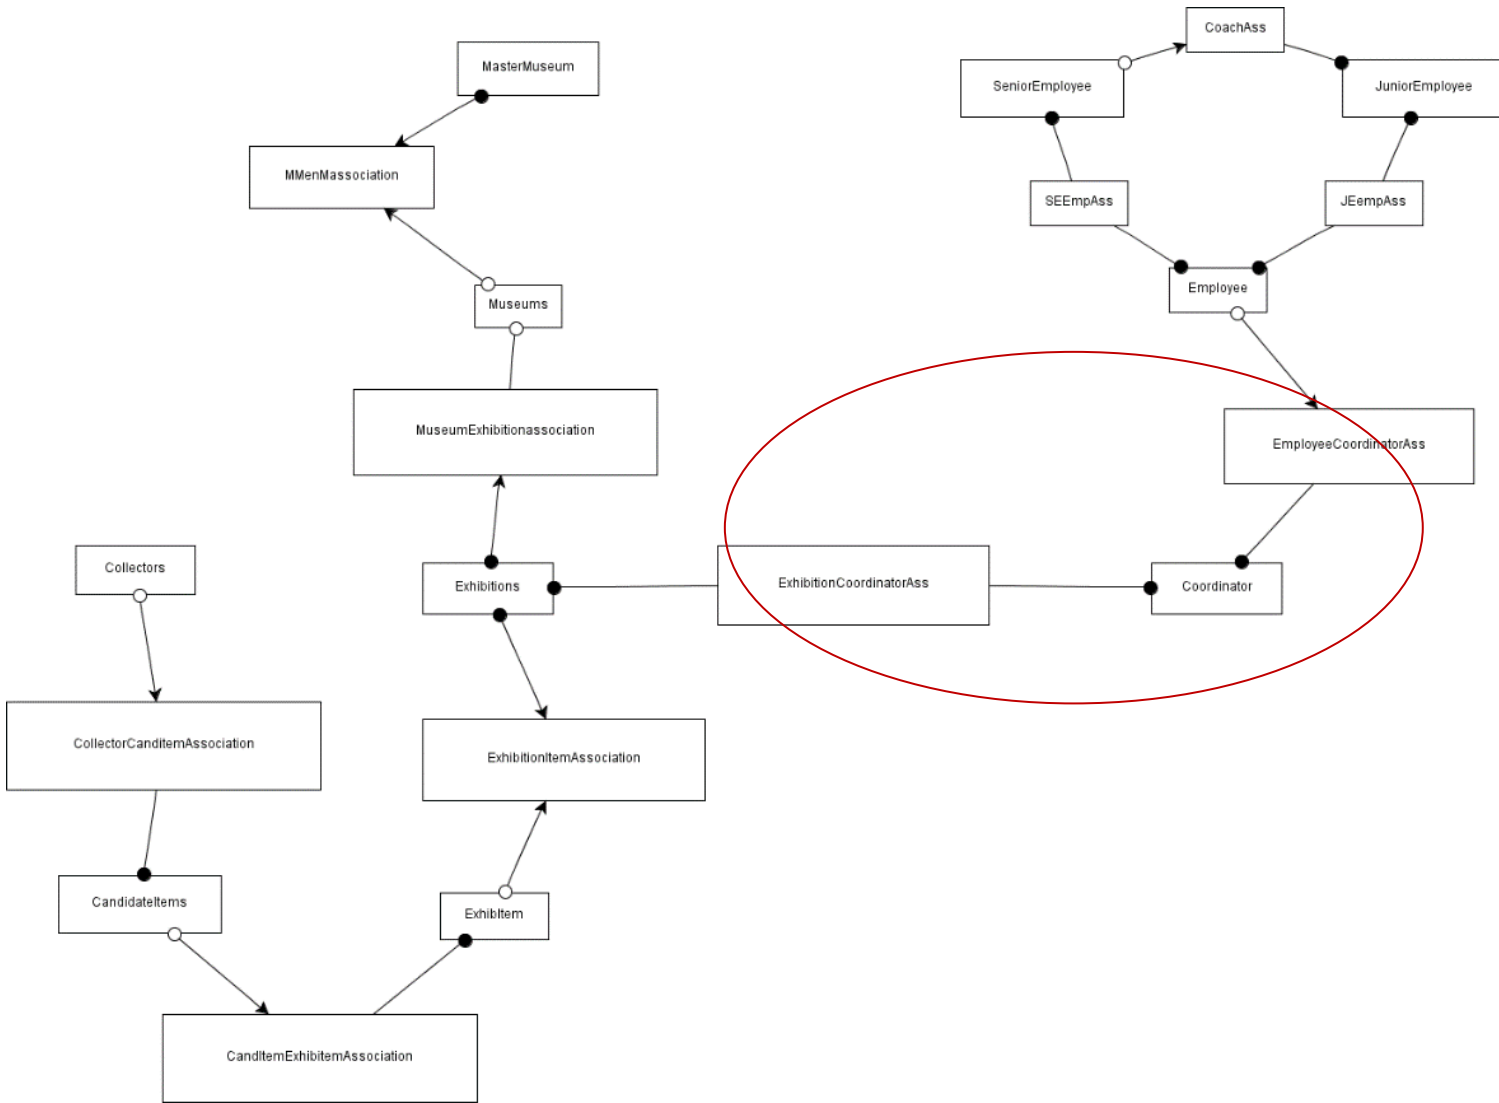 CoachAss
MasterMuseum
SeniorEmployee
JuniorEmployee
MMenMassociation
SEEmpAss
JEempAss
Employee
Museums
MuseumExhibitionassociation
EmployeeCoordinatorAss
Collectors
Exhibitions
ExhibitionCoordinatorAss
Coordinator
CollectorCanditemAssociation
ExhibitionItemAssociation
CandidateItems
ExhibItem
CandItemExhibitemAssociation